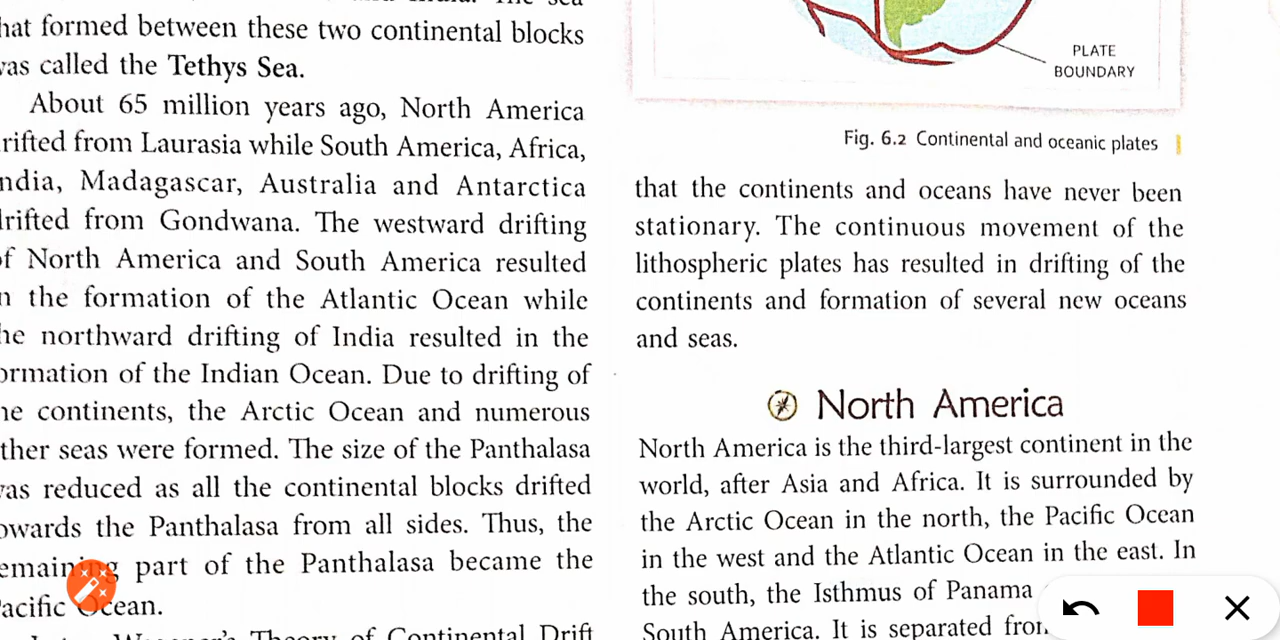 hat formed between these two continental blocks
vas called the Tethys Sea.
About 65 million years ago, North America
rifted from Laurasia while South America, Africa,
ndia, Madagascar, Australia and Antarctica
drifted from Gondwana. The westward drifting
of North America and South America resulted
n the formation of the Atlantic Ocean while
he northward drifting of India resulted in the
ormation of the Indian Ocean. Due to drifting of
he continents, the Arctic Ocean and numerous
ther seas were formed. The size of the Panthalasa
vas reduced as all the continental blocks drifted
owards the Panthalasa from all sides. Thus, the
emaining part of the Panthalasa became the
acific Ocean.
Theory of Continental Drift
PLATE
BOUNDARY
Fig. 6.2 Continental and oceanic plates
that the continents and oceans have never been
stationary. The continuous movement of the
lithospheric plates has resulted in drifting of the
continents and formation of several new oceans
and seas.
North America
North America is the third-largest continent in the
world, after Asia and Africa. It is surrounded by
the Arctic Ocean in the north, the Pacific Ocean
in the west and the Atlantic Ocean in the east. In
the south, the Isthmus of Panama
South America. It is separated from